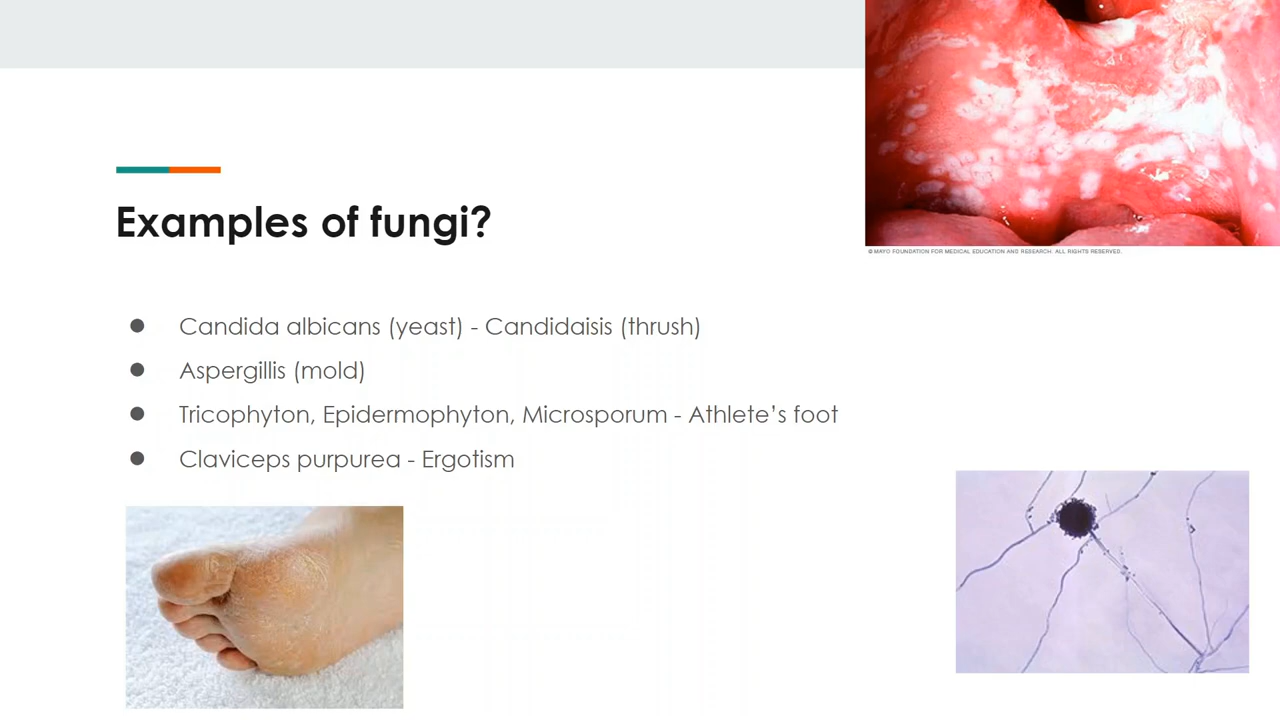 © MAYO FOUNDATION FOR MEDICAL EDUCATION AND RESEARCH. ALL RIGHTS RESERVED.
Examples of fungi?
● Candida albicans (yeast) - Candidaisis (thrush)
● Aspergillis (mold)
● Tricophyton, Epidermophyton, Microsporum - Athlete’s foot
● Claviceps purpurea - Ergotism